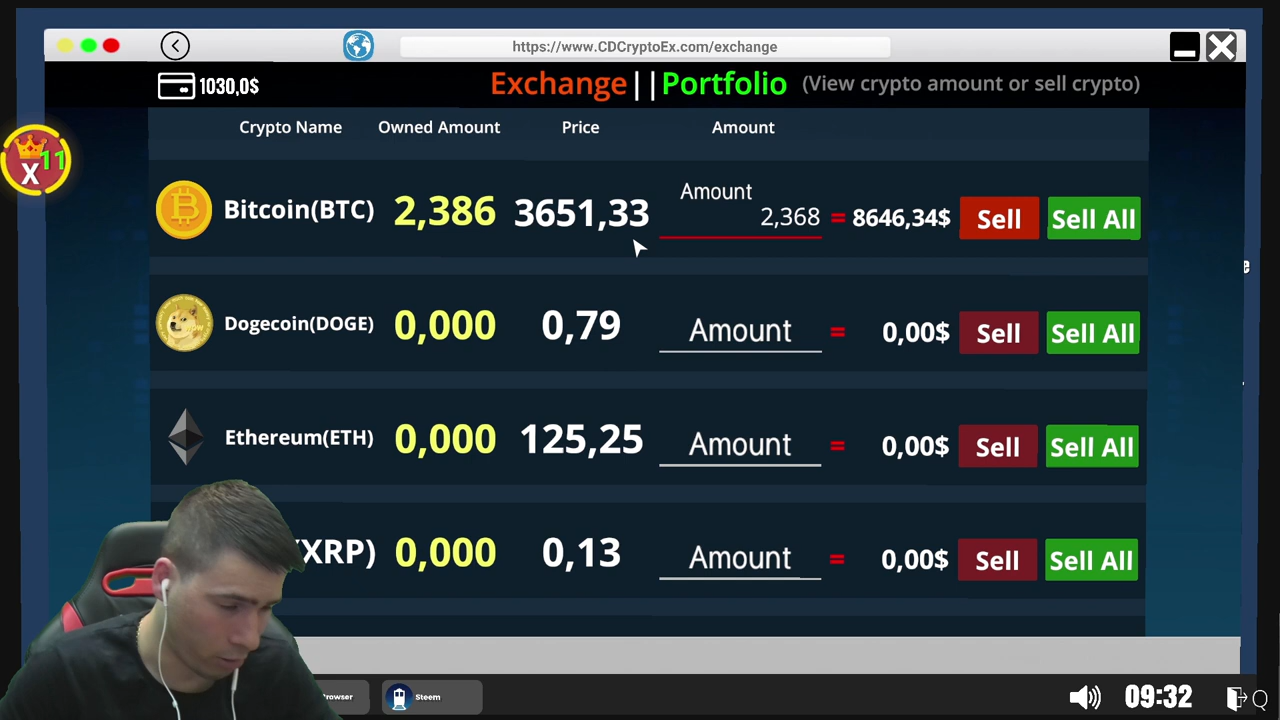 https://www.CDCryptoEx.com/exchange
1030,0$ Exchange||Portfolio (View crypto amount or sell crypto)
Crypto Name Owned Amount Price Amount
X 11
Bitcoin(BTC) 2,386 3651,33 Amount 2,368 = 8646,34$ Sell Sell All
Dogecoin(DOGE) 0,000 0,79 Amount = 0,00$ Sell Sell All
Ethereum(ETH) 0,000 125,25 Amount = 0,00$ Sell Sell All
(XRP) 0,000 0,13 Amount = 0,00$ Sell Sell All
rowser Steem 09:32 Q